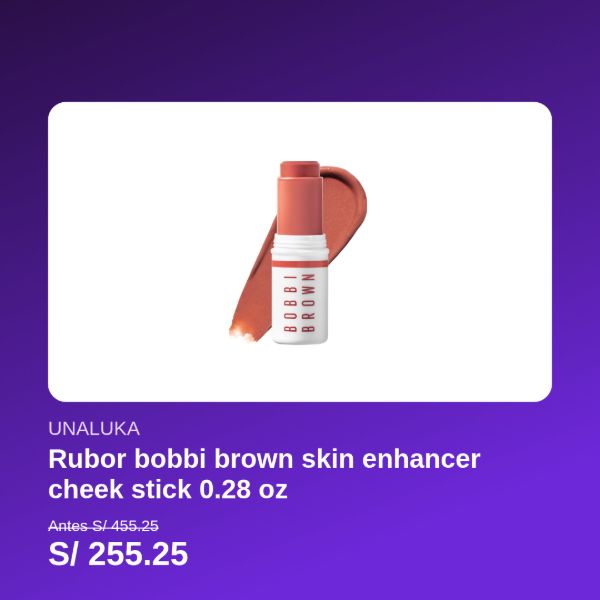 BOBBI
BROWN
UNALUKA
Rubor bobbi brown skin enhancer
cheek stick 0.28 oz
Antes S/ 455.25
S/ 255.25